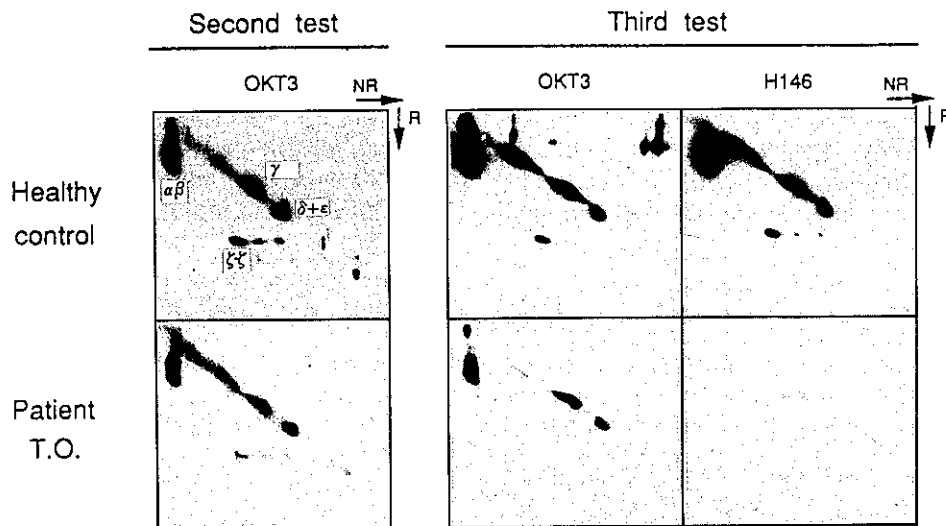 Second test Third test
OKT3 NR OKT3 H146 NR
R R
Healthy
control
αβ
γ
δ+ε
ζ-ζ
Patient
T.O.